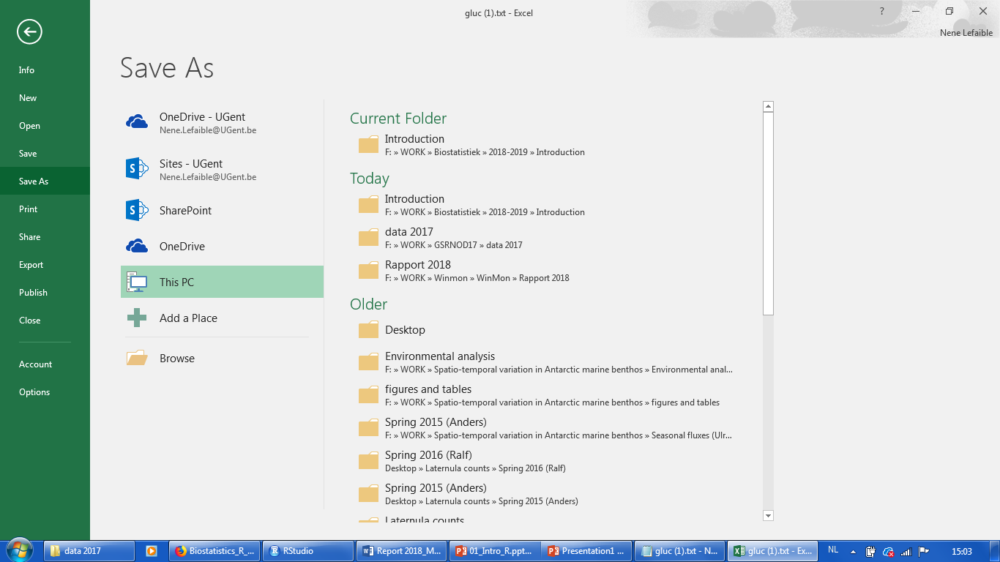 gluc (1).txt - Excel
?
Nene Lefaible
Info
New
Open
Save
Save As
Print
Share
Export
Publish
Close
Account
Options
Save As
OneDrive - UGent
Nene.Lefaible@UGent.be
Sites - UGent
Nene.Lefaible@UGent.be
SharePoint
OneDrive
This PC
Add a Place
Browse
Current Folder
Introduction
F: » WORK » Biostatistiek » 2018-2019 » Introduction
Today
Introduction
F: » WORK » Biostatistiek » 2018-2019 » Introduction
data 2017
F: » WORK » GSRNOD17 » data 2017
Rapport 2018
F: » WORK » Winmon » WinMon » Rapport 2018
Older
Desktop
Environmental analysis
F: » WORK » Spatio-temporal variation in Antarctic marine benthos » Environmental anal...
figures and tables
F: » WORK » Spatio-temporal variation in Antarctic marine benthos » figures and tables
Spring 2015 (Anders)
F: » WORK » Spatio-temporal variation in Antarctic marine benthos » Seasonal fluxes (Ulr...
Spring 2016 (Ralf)
Desktop » Laternula counts » Spring 2016 (Ralf)
Spring 2015 (Anders)
Desktop » Laternula counts » Spring 2015 (Anders)
Laternula counts
data 2017
Biostatistics_R_...
RStudio
Report 2018_M...
01_Intro_R.ppt...
Presentation1 ...
gluc (1).txt - N...
gluc (1).txt - Ex...
NL
15:03